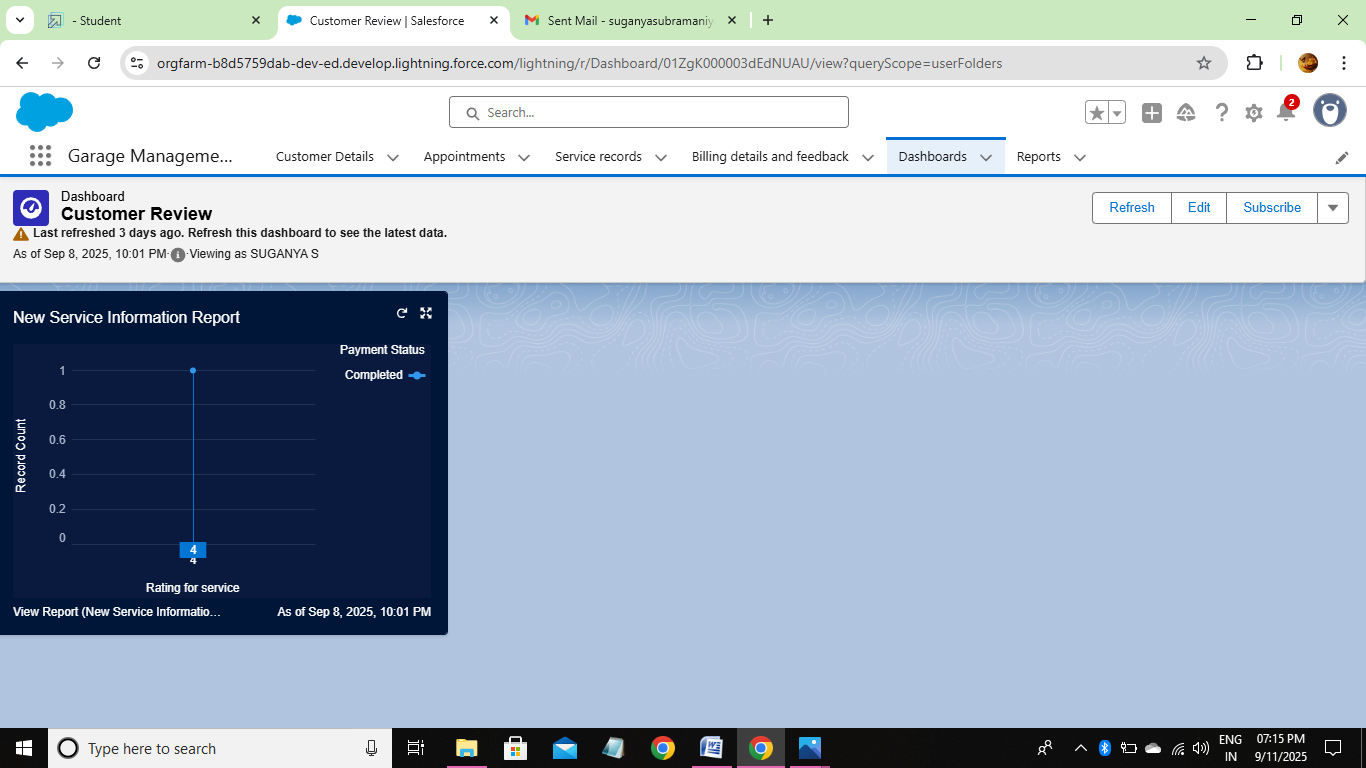 - Student
Customer Review | Salesforce
Sent Mail - suganyasubramaniy
orgfarm-b8d5759dab-dev-ed.develop.lightning.force.com/lightning/r/Dashboard/01ZgK000003dEdNUAU/view?queryScope=userFolders
Search...
2
Garage Manageme...
Customer Details
Appointments
Service records
Billing details and feedback
Dashboards
Reports
Dashboard
Customer Review
Last refreshed 3 days ago. Refresh this dashboard to see the latest data.
As of Sep 8, 2025, 10:01 PM·Viewing as SUGANYA S
Refresh
Edit
Subscribe
New Service Information Report
Payment Status
Completed
Record Count
1
0.8
0.6
0.4
0.2
0
4
4
Rating for service
View Report (New Service Informatio...
As of Sep 8, 2025, 10:01 PM
Type here to search
ENG
IN
07:15 PM
9/11/2025